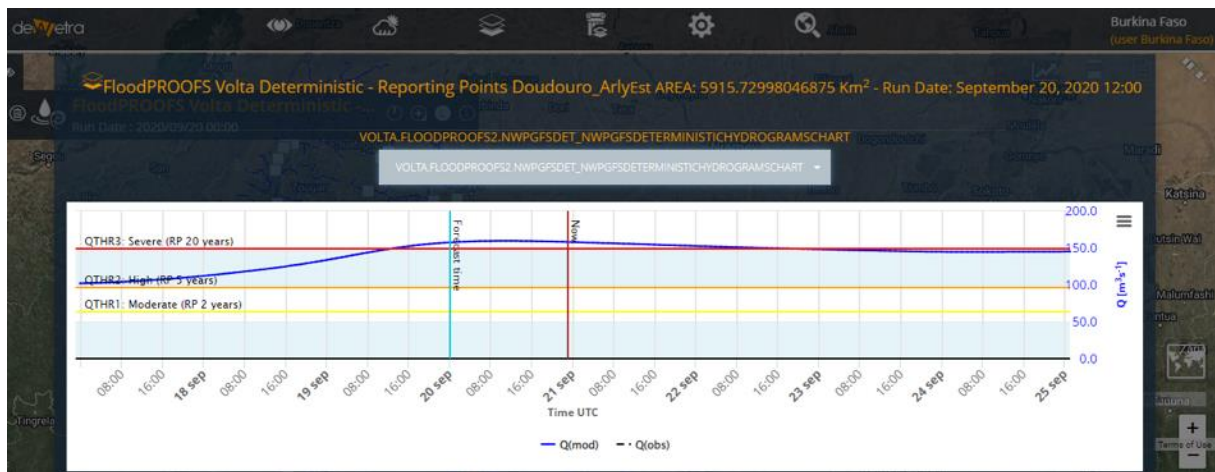 dewetra
Burkina Faso
(user Burkina Faso)
FloodPROOFS Volta Deterministic - Reporting Points Doudouro_ArlyEst AREA: 5915.72998046875 Km² - Run Date: September 20, 2020 12:00
FloodPROOFS Volta Deterministic -
Run Date : 2020/09/20 00:00
VOLTA.FLOODPROOFS2.NWPGFSDET_NWPGFSDETERMINISTICHYDROGRAMSCHART
VOLTA.FLOODPROOFS2.NWPGFSDET_NWPGFSDETERMINISTICHYDROGRAMSCHART
Maradi
Katsina
Malumfashi
Tingrela
QTHR3: Severe (RP 20 years)
QTHR2: High (RP 5 years)
QTHR1: Moderate (RP 2 years)
Forecast time
Now
200.0
150.0
100.0
50.0
0.0
Q [m³s⁻¹]
08:00 16:00 18 sep 08:00 16:00 19 sep 08:00 16:00 20 sep 08:00 16:00 21 sep 08:00 16:00 22 sep 08:00 16:00 23 sep 08:00 16:00 24 sep 08:00 16:00 25 sep
Time UTC
Q(mod) Q(obs)
+
Terms of Use
−